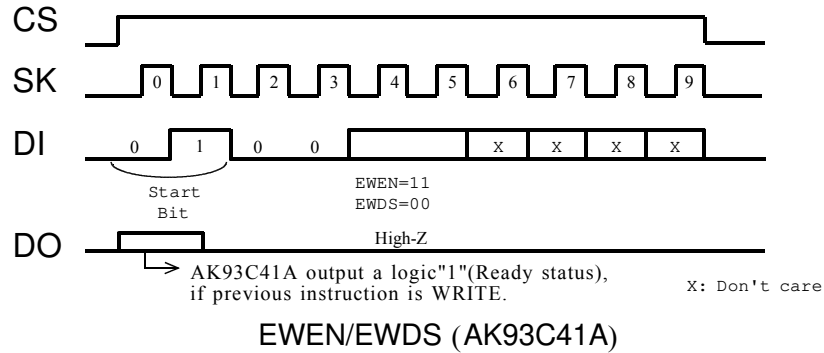 CS
SK 0 1 2 3 4 5 6 7 8 9
DI 0 1 0 0 X X X X
Start
Bit
EWEN=11
EWDS=00
DO High-Z
AK93C41A output a logic"1"(Ready status),
if previous instruction is WRITE.
X: Don't care
EWEN/EWDS (AK93C41A)